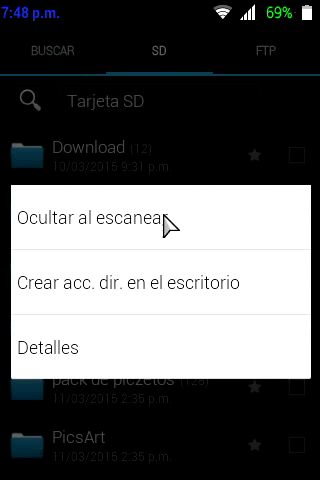 7:48 p.m.
69%
BUSCAR
SD
FTP
Tarjeta SD
Download (12)
10/03/2015 9:31 p.m.
Ocultar al escanear
Crear acc. dir. en el escritorio
Detalles
pack de piczetos (125)
11/03/2015 2:35 p.m.
PicsArt
11/03/2015 2:35 p.m.